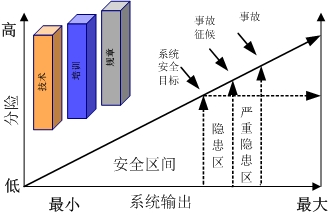 高
分险
低
技术
培训
规章
系统
安全
目标
事故
征候
事故
安全区间
隐患区
严重隐患区
最小
系统输出
最大